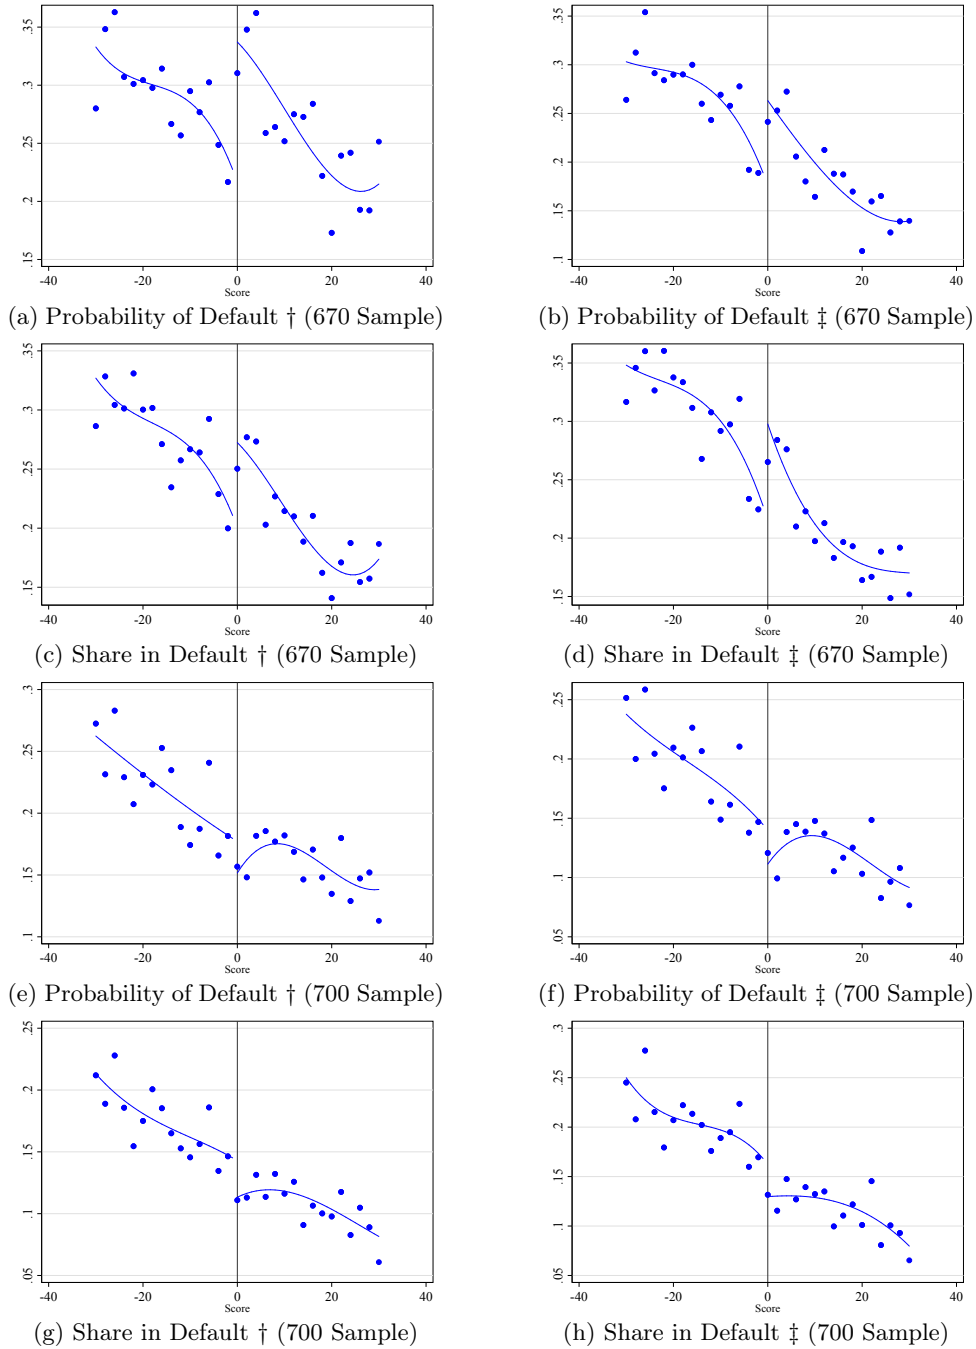 .35
.3
.25
.2
.15
-40 -20 0 20 40
Score
(a) Probability of Default † (670 Sample)
.35
.3
.25
.2
.15
.1
-40 -20 0 20 40
Score
(b) Probability of Default ‡ (670 Sample)
.35
.3
.25
.2
.15
-40 -20 0 20 40
Score
(c) Share in Default † (670 Sample)
.35
.3
.25
.2
.15
-40 -20 0 20 40
Score
(d) Share in Default ‡ (670 Sample)
.3
.25
.2
.15
.1
-40 -20 0 20 40
Score
(e) Probability of Default † (700 Sample)
.25
.2
.15
.1
.05
-40 -20 0 20 40
Score
(f) Probability of Default ‡ (700 Sample)
.25
.2
.15
.1
.05
-40 -20 0 20 40
Score
(g) Share in Default † (700 Sample)
.3
.25
.2
.15
.1
.05
-40 -20 0 20 40
Score
(h) Share in Default ‡ (700 Sample)